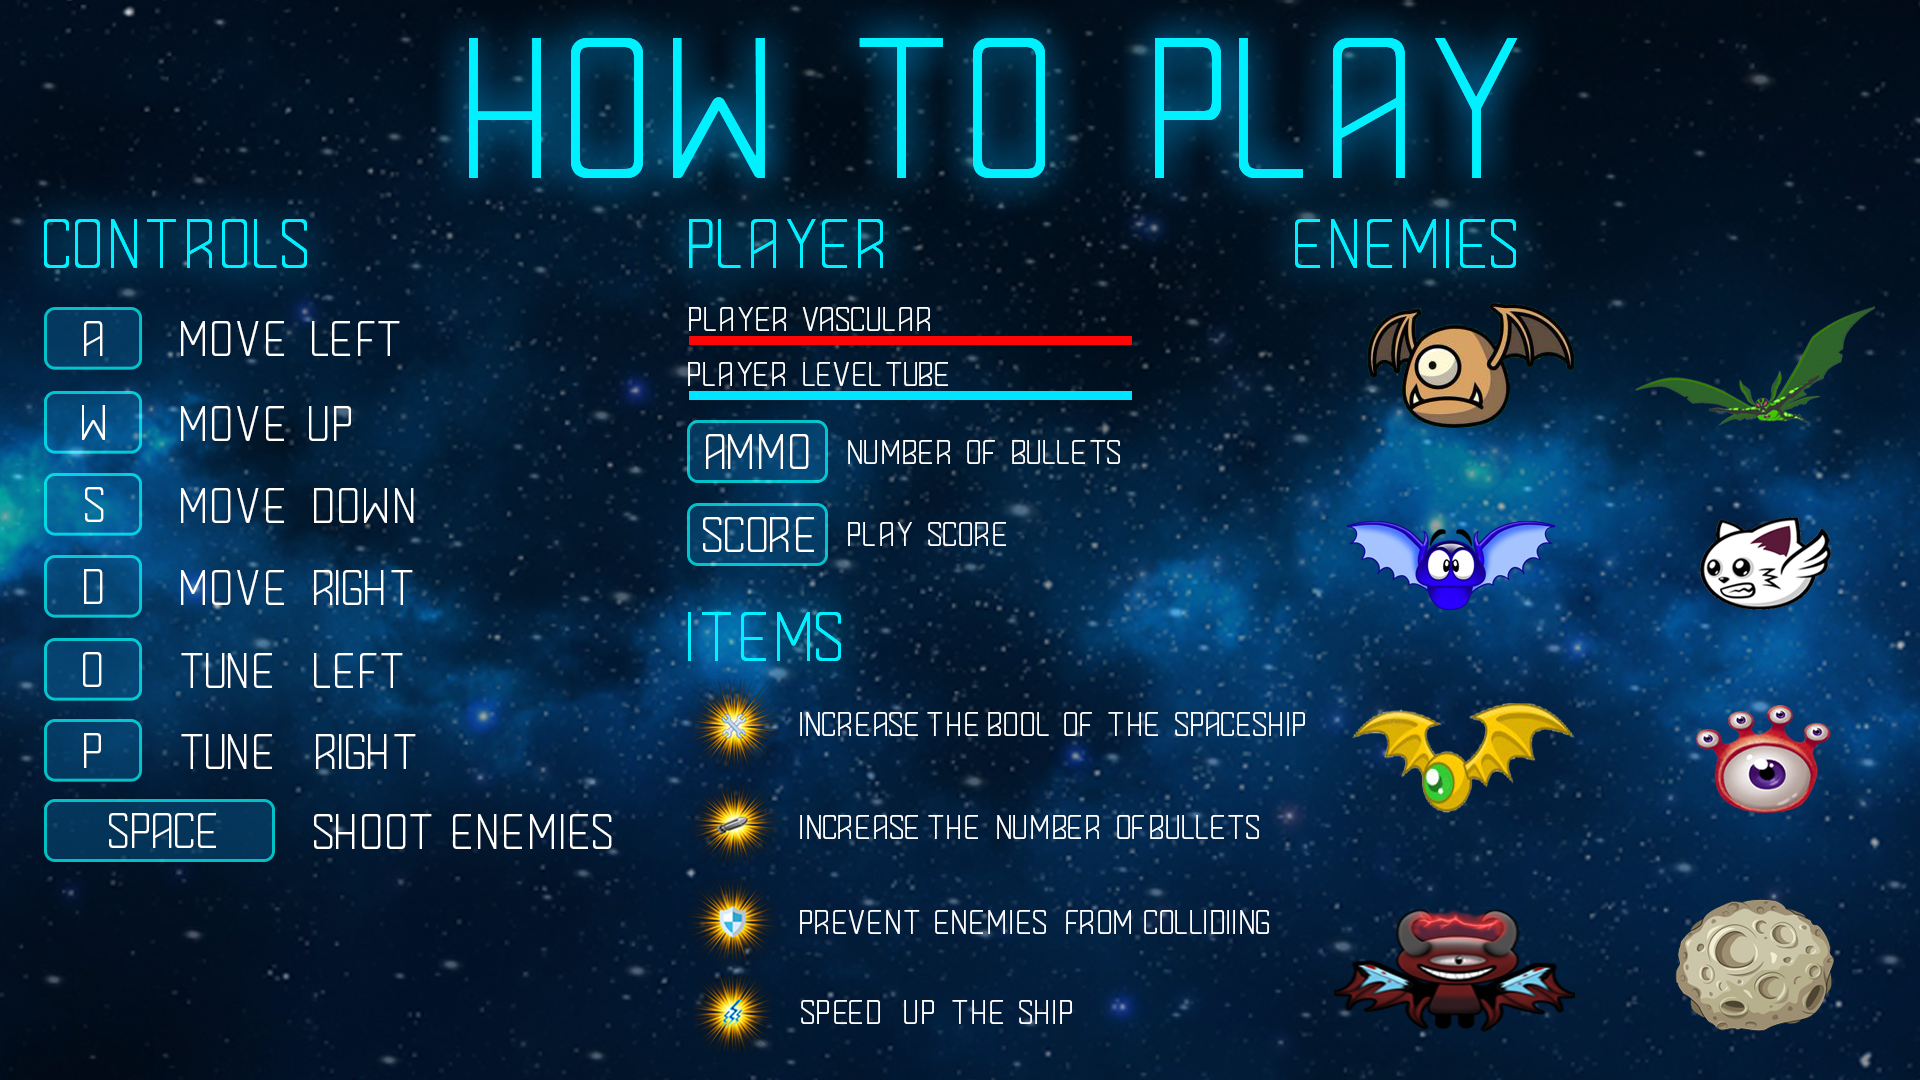 HOW TO PLAY
CONTROLS
A MOVE LEFT
W MOVE UP
S MOVE DOWN
D MOVE RIGHT
O TUNE LEFT
P TUNE RIGHT
SPACE SHOOT ENEMIES
PLAYER
PLAYER VASCULAR
PLAYER LEVEL TUBE
AMMO NUMBER OF BULLETS
SCORE PLAY SCORE
ITEMS
INCREASE THE BOOL OF THE SPACESHIP
INCREASE THE NUMBER OF BULLETS
PREVENT ENEMIES FROM COLLIDIING
SPEED UP THE SHIP
ENEMIES